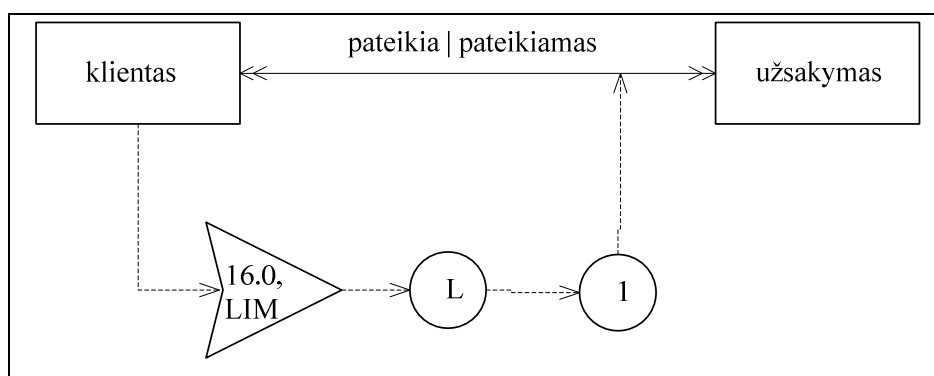 pateikia | pateikiamas
klientas
užsakymas
16.0,
LIM
L
1